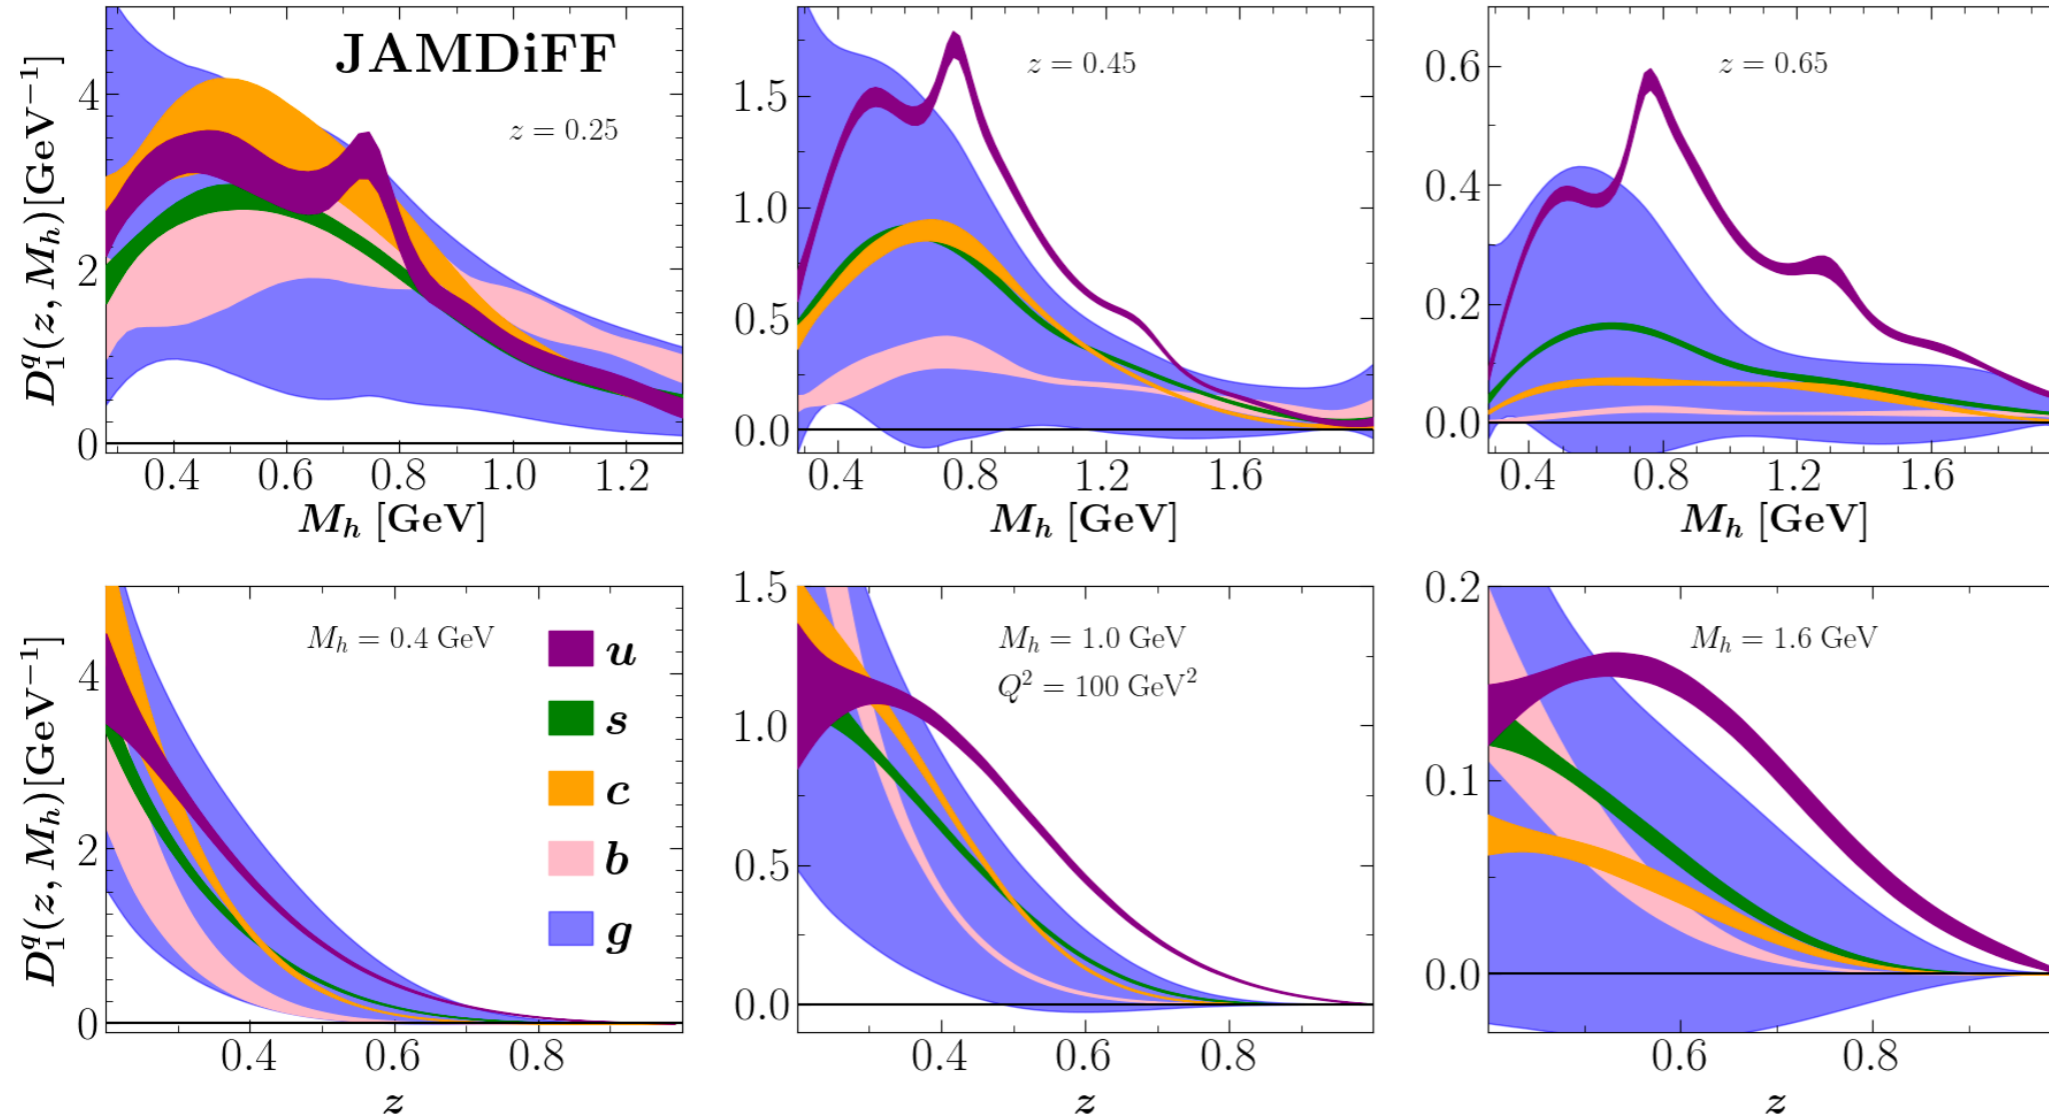 JAMDiFF
z = 0.25
D₁^q(z, M_h)[GeV⁻¹]
4
2
0
0.4 0.6 0.8 1.0 1.2
M_h [GeV]
z = 0.45
1.5
1.0
0.5
0.0
0.4 0.8 1.2 1.6
M_h [GeV]
z = 0.65
0.6
0.4
0.2
0.0
0.4 0.8 1.2 1.6
M_h [GeV]
M_h = 0.4 GeV
D₁^q(z, M_h)[GeV⁻¹]
4
2
0
u
s
c
b
g
0.4 0.6 0.8
z
M_h = 1.0 GeV
Q² = 100 GeV²
1.5
1.0
0.5
0.0
0.4 0.6 0.8
z
M_h = 1.6 GeV
0.2
0.1
0.0
0.6 0.8
z